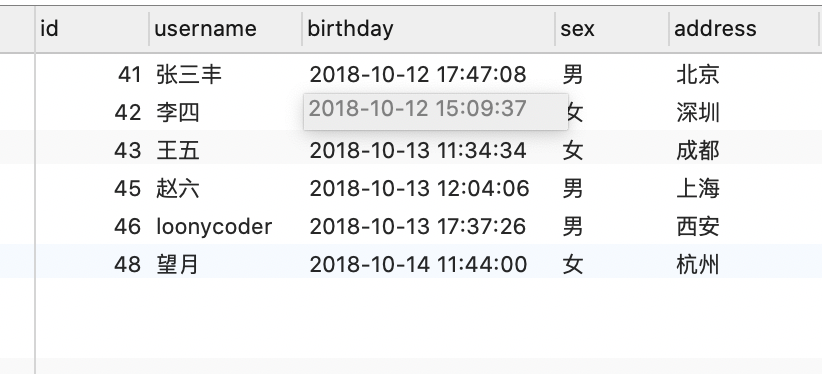 id username birthday sex address
41 张三丰 2018-10-12 17:47:08 男 北京
42 李四 2018-10-12 15:09:37 女 深圳
43 王五 2018-10-13 11:34:34 女 成都
45 赵六 2018-10-13 12:04:06 男 上海
46 loonycoder 2018-10-13 17:37:26 男 西安
48 望月 2018-10-14 11:44:00 女 杭州